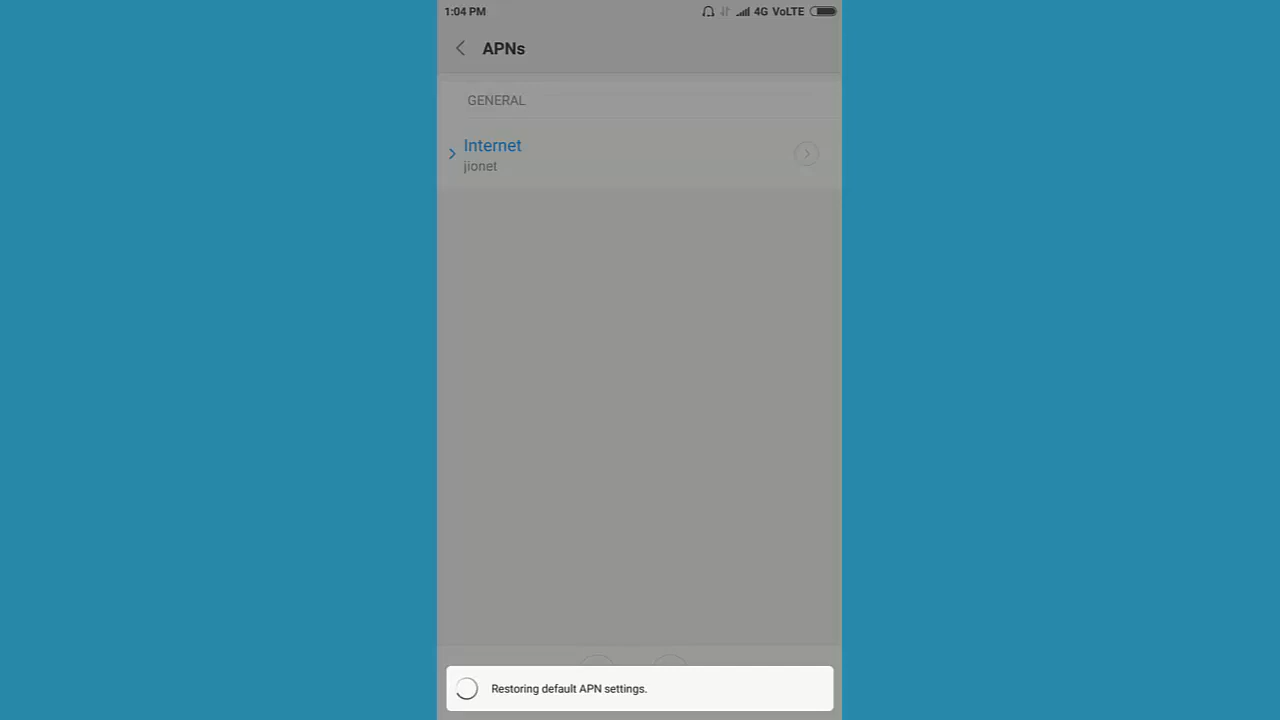 1:04 PM 4G VoLTE
APNs
GENERAL
Internet
jionet
Restoring default APN settings.